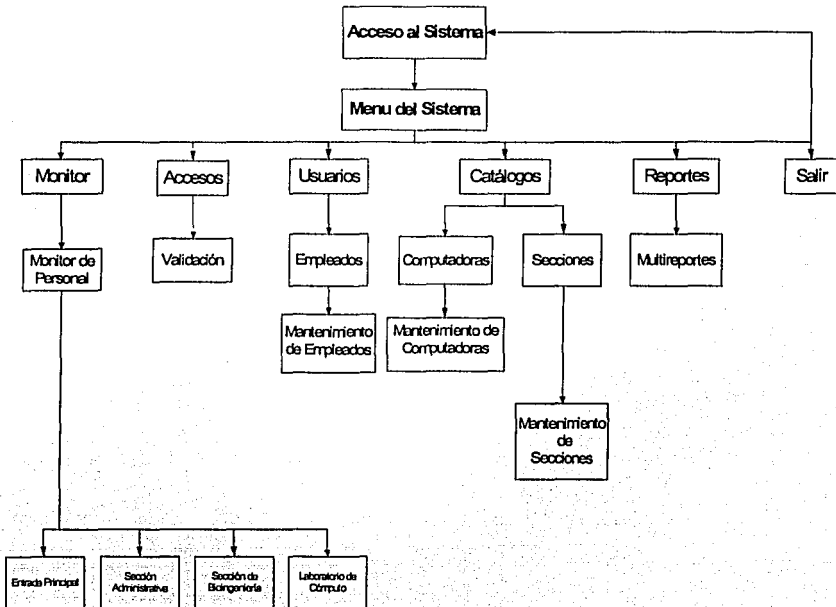 Acceso al Sistema
Menu del Sistema
Monitor
Accesos
Usuarios
Catálogos
Reportes
Salir
Monitor de
Personal
Validación
Empleados
Computadoras
Secciones
Multireportes
Mantenimiento
de Empleados
Mantenimiento de
Computadoras
Mantenimiento
de
Secciones
Entrada Principal
Sección
Administrativa
Sección de
Bioingeniería
Laboratorio de
Cómputo